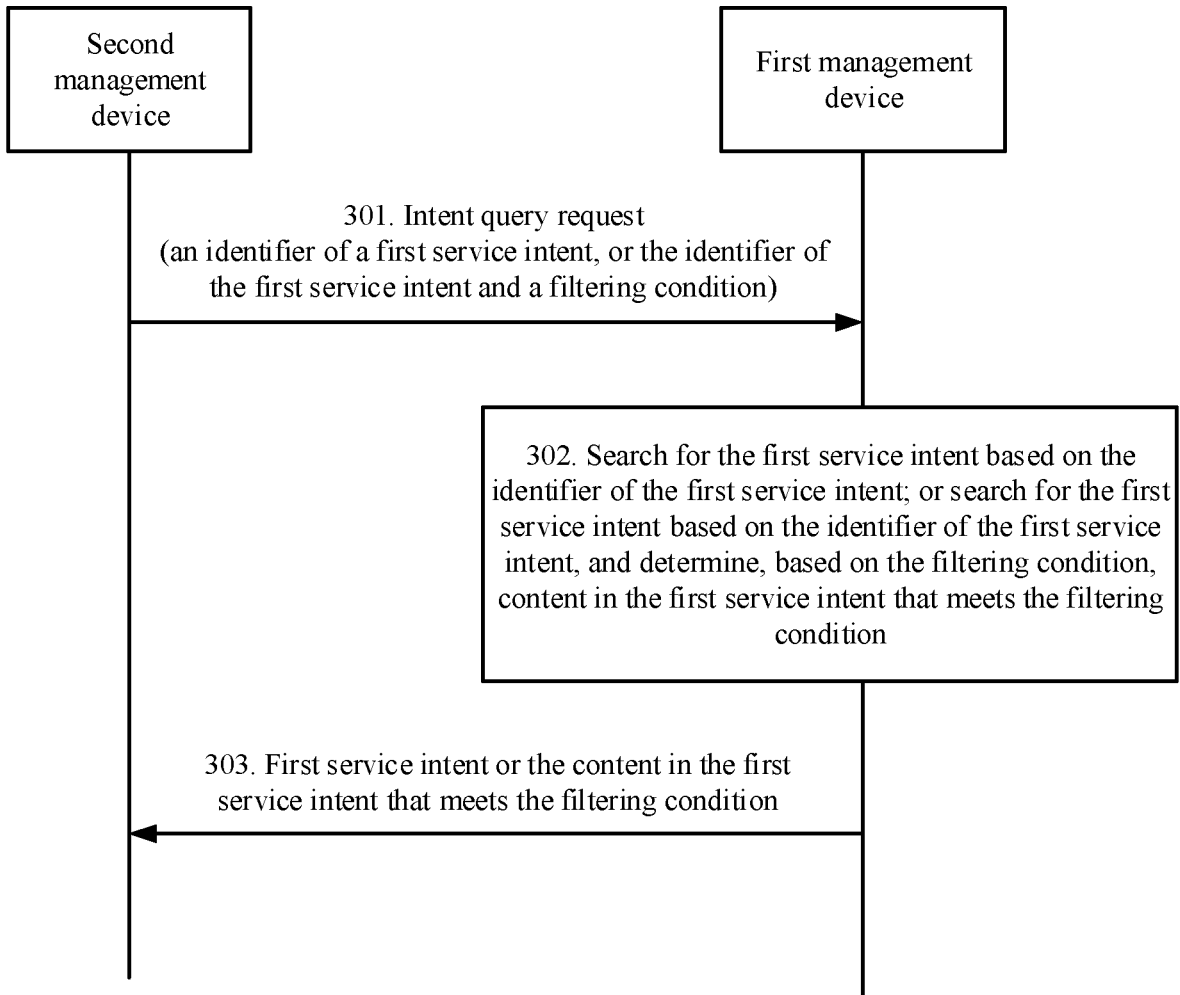 Second
management
device
First management
device
301. Intent query request
(an identifier of a first service intent, or the identifier of
the first service intent and a filtering condition)
302. Search for the first service intent based on the
identifier of the first service intent; or search for the first
service intent based on the identifier of the first service
intent, and determine, based on the filtering condition,
content in the first service intent that meets the filtering
condition
303. First service intent or the content in the first
service intent that meets the filtering condition